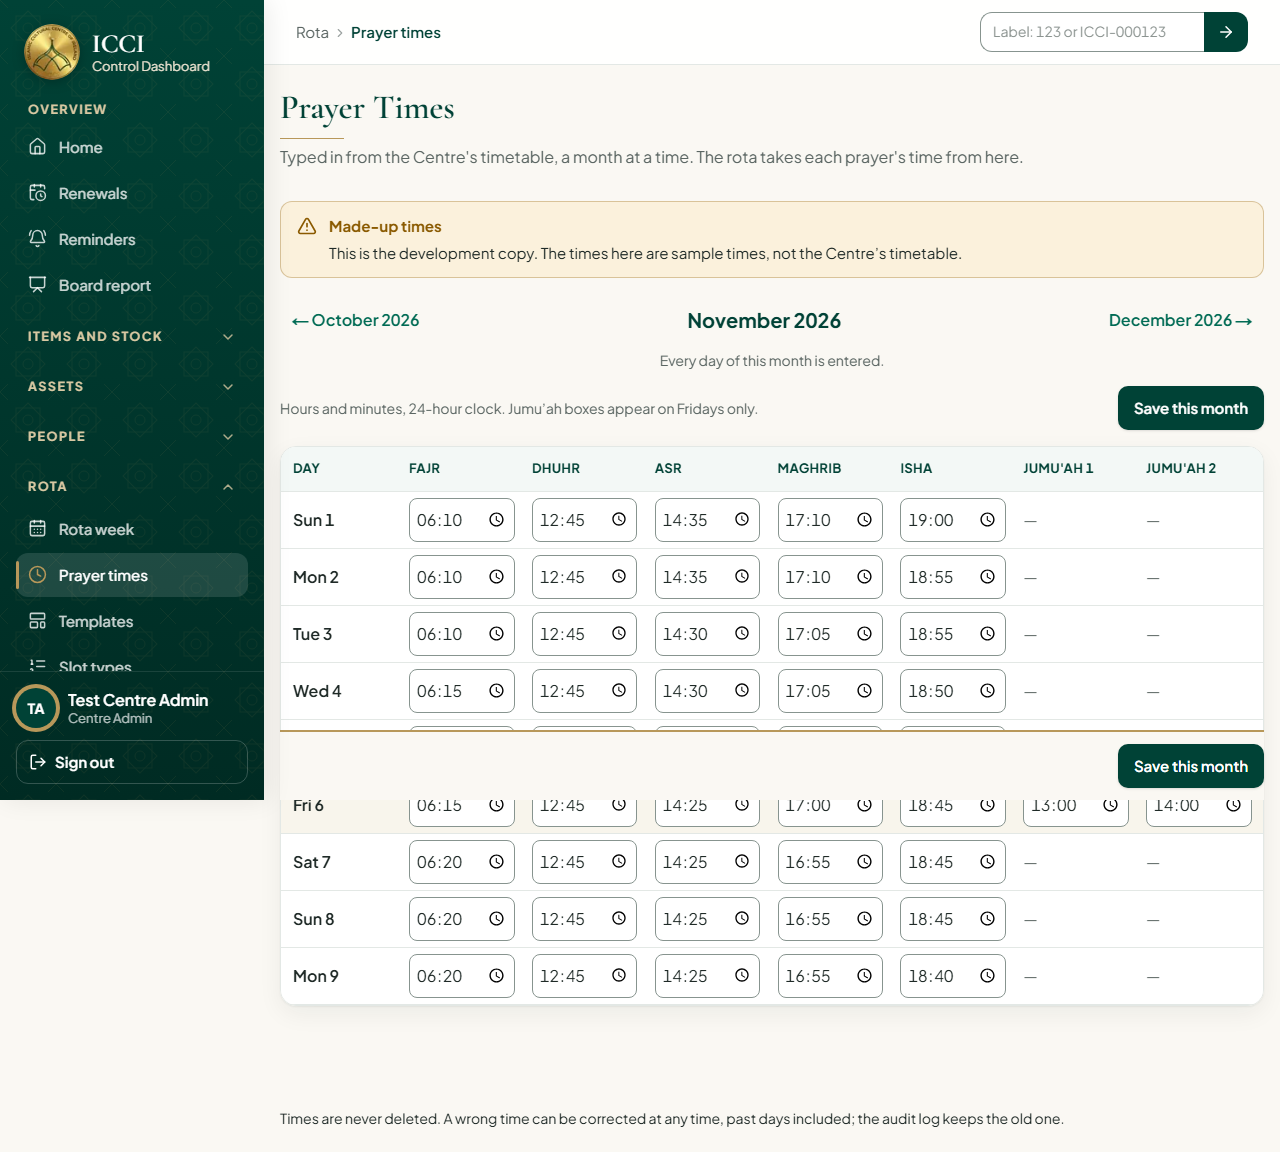 ICCI
Control Dashboard
OVERVIEW
Home
Renewals
Reminders
Board report
ITEMS AND STOCK
ASSETS
PEOPLE
ROTA
Rota week
Prayer times
Templates
Slot types
TA
Test Centre Admin
Centre Admin
Sign out
Rota > Prayer times
Label: 123 or ICCI-000123
Prayer Times
Typed in from the Centre's timetable, a month at a time. The rota takes each prayer's time from here.
Made-up times
This is the development copy. The times here are sample times, not the Centre's timetable.
← October 2026 November 2026 December 2026 →
Every day of this month is entered.
Hours and minutes, 24-hour clock. Jumu'ah boxes appear on Fridays only. Save this month
DAY FAJR DHUHR ASR MAGHRIB ISHA JUMU'AH 1 JUMU'AH 2
Sun 1 06:10 12:45 14:35 17:10 19:00 — —
Mon 2 06:10 12:45 14:35 17:10 18:55 — —
Tue 3 06:10 12:45 14:30 17:05 18:55 — —
Wed 4 06:15 12:45 14:30 17:05 18:50 — —
Save this month
Fri 6 06:15 12:45 14:25 17:00 18:45 13:00 14:00
Sat 7 06:20 12:45 14:25 16:55 18:45 — —
Sun 8 06:20 12:45 14:25 16:55 18:45 — —
Mon 9 06:20 12:45 14:25 16:55 18:40 — —
Times are never deleted. A wrong time can be corrected at any time, past days included; the audit log keeps the old one.